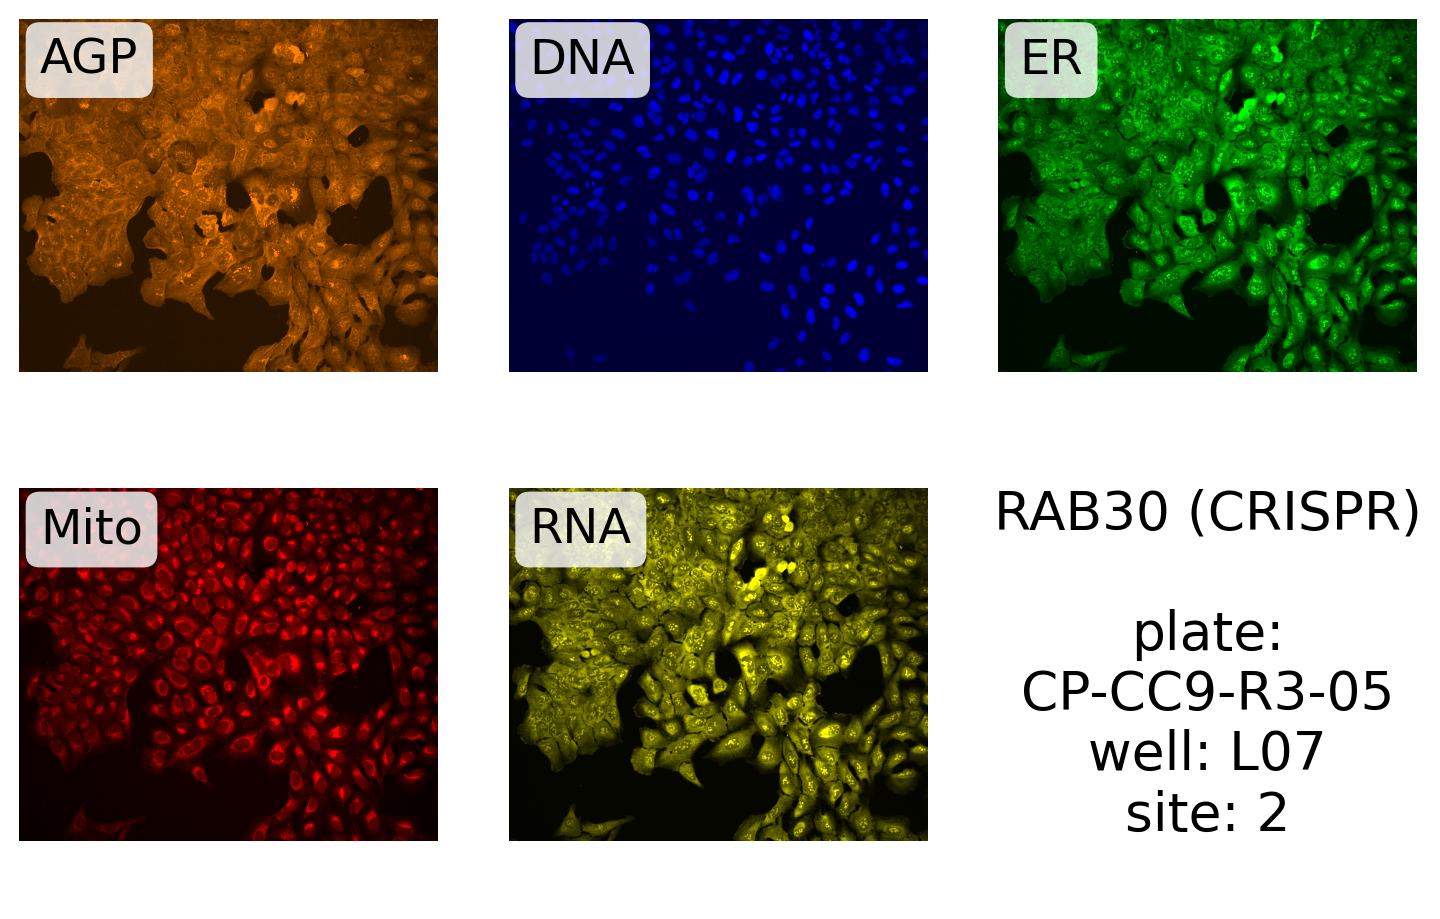 AGP
DNA
ER
Mito
RNA
RAB30 (CRISPR)
plate:
CP-CC9-R3-05
well: L07
site: 2